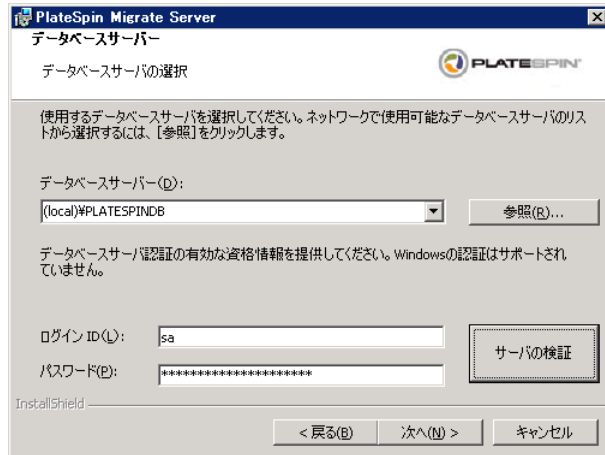 PlateSpin Migrate Server
データベースサーバー
データベースサーバの選択
PLATESPIN
使用するデータベースサーバを選択してください。ネットワークで使用可能なデータベースサーバのリス
トから選択するには、[参照]をクリックします。
データベースサーバー(D):
(local)¥PLATESPINDB
参照(R)...
データベースサーバ認証の有効な資格情報を提供してください。Windowsの認証はサポートされ
ていません。
ログイン ID(L):
sa
サーバの検証
パスワード(P):
**********************
InstallShield
< 戻る(B)
次へ(N) >
キャンセル